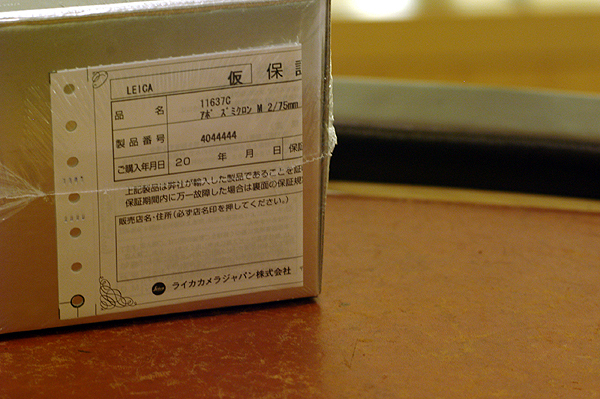 LEICA 仮 保 証
品 名 11637C
アポ ズミクロン M 2/75mm
製品番号 4044444
ご購入年月日 20 年 月 日 保証
上記製品は弊社が輸入した製品であることを証
保証期間内に万一故障した場合は裏面の保証規
販売店名・住所(必ず店名印を押してください。)
ライカカメラジャパン株式会社